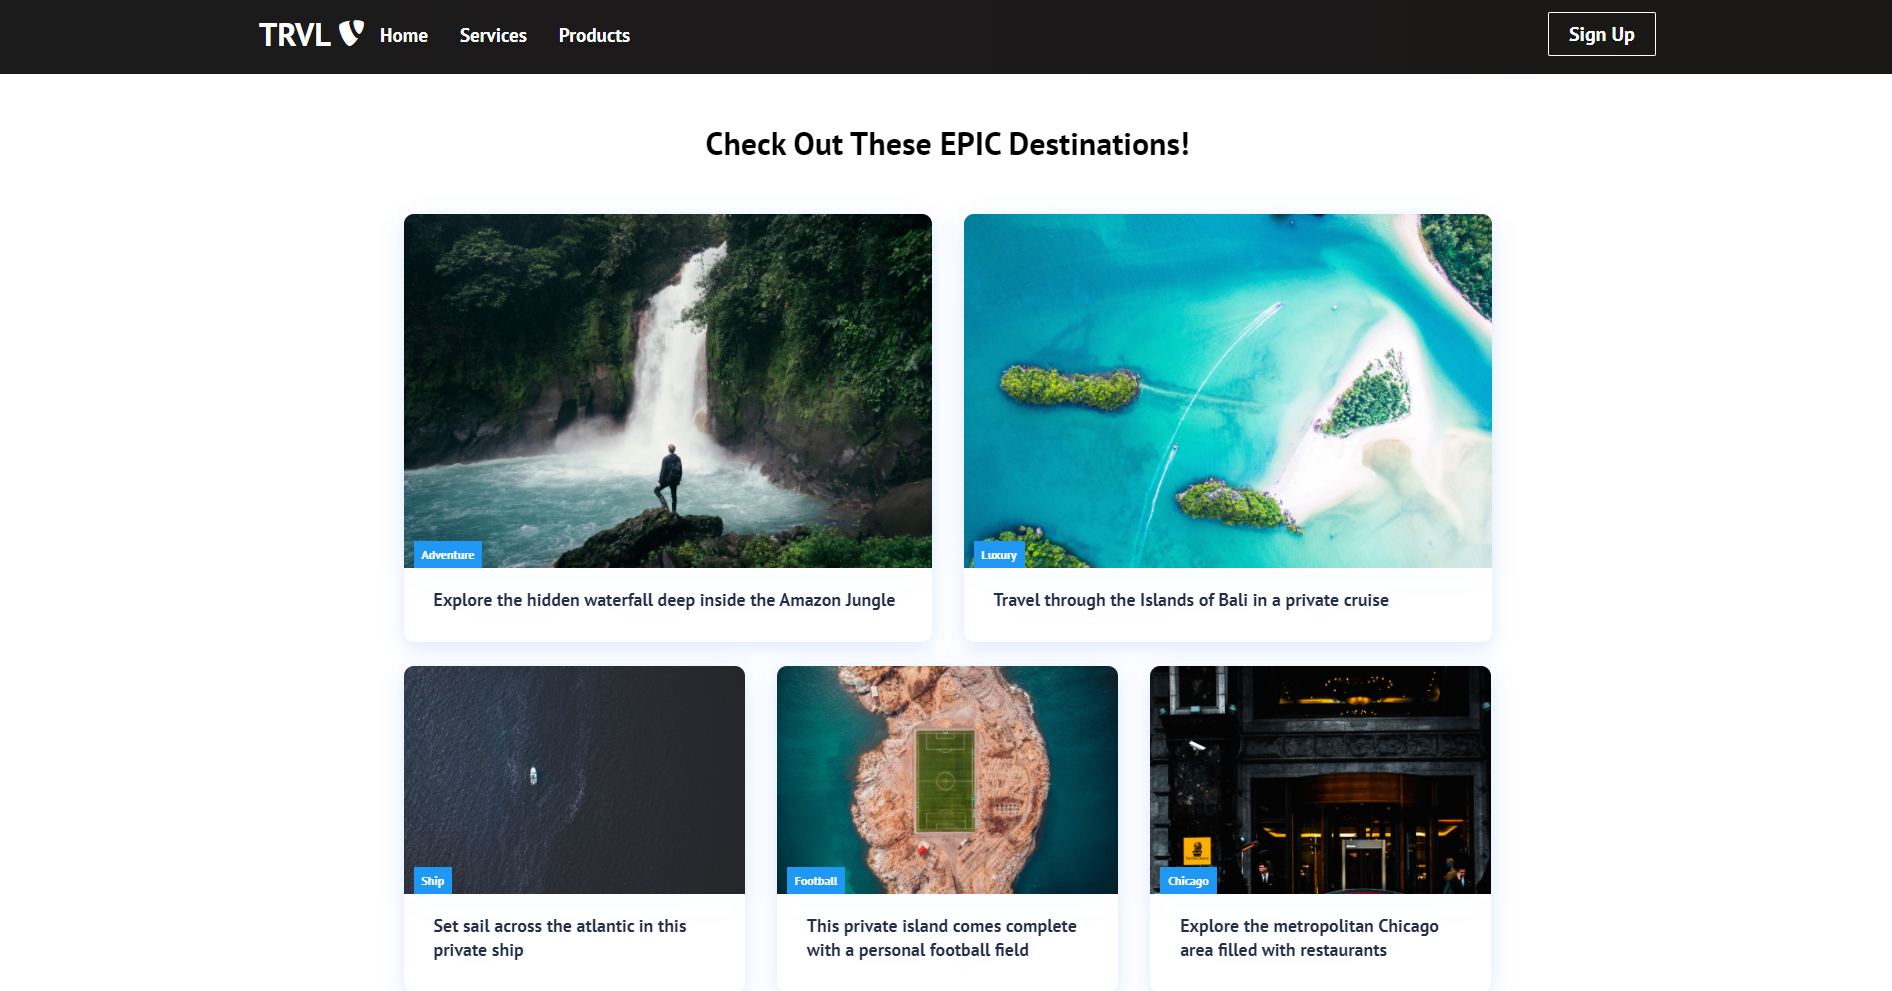 TRVL
Home
Services
Products
Sign Up
Check Out These EPIC Destinations!
Adventure
Luxury
Explore the hidden waterfall deep inside the Amazon Jungle
Travel through the Islands of Bali in a private cruise
Ship
Football
Chicago
Set sail across the atlantic in this
private ship
This private island comes complete
with a personal football field
Explore the metropolitan Chicago
area filled with restaurants